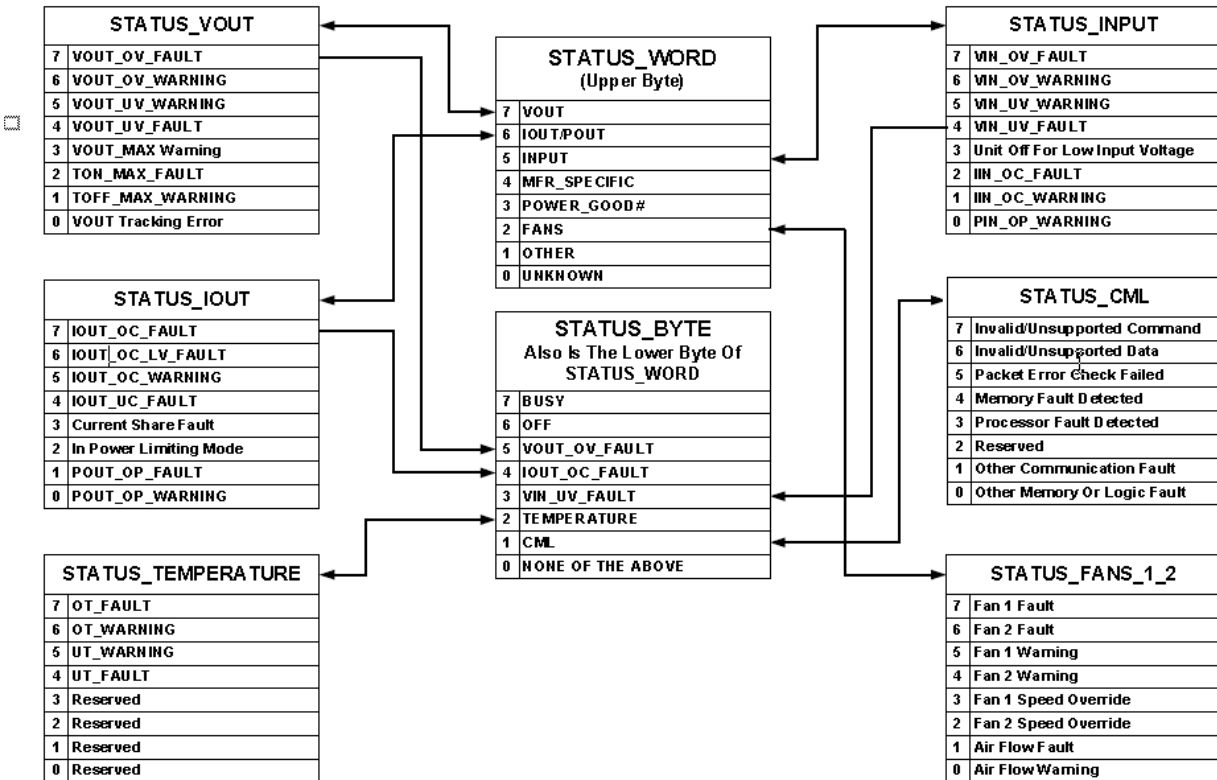 STATUS_VOUT
7 VOUT_OV_FAULT
6 VOUT_OV_WARNING
5 VOUT_UV_WARNING
4 VOUT_UV_FAULT
3 VOUT_MAX Warning
2 TON_MAX_FAULT
1 TOFF_MAX_WARNING
0 VOUT Tracking Error
STATUS_IOUT
7 IOUT_OC_FAULT
6 IOUT_OC_LV_FAULT
5 IOUT_OC_WARNING
4 IOUT_UC_FAULT
3 Current Share Fault
2 In Power Limiting Mode
1 POUT_OP_FAULT
0 POUT_OP_WARNING
STATUS_TEMPERATURE
7 OT_FAULT
6 OT_WARNING
5 UT_WARNING
4 UT_FAULT
3 Reserved
2 Reserved
1 Reserved
0 Reserved
STATUS_WORD
(Upper Byte)
7 VOUT
6 IOUT/POUT
5 INPUT
4 MFR_SPECIFIC
3 POWER_GOOD#
2 FANS
1 OTHER
0 UNKNOWN
STATUS_BYTE
Also Is The Lower Byte Of
STATUS_WORD
7 BUSY
6 OFF
5 VOUT_OV_FAULT
4 IOUT_OC_FAULT
3 VIN_UV_FAULT
2 TEMPERATURE
1 CML
0 NONE OF THE ABOVE
STATUS_INPUT
7 VIN_OV_FAULT
6 VIN_OV_WARNING
5 VIN_UV_WARNING
4 VIN_UV_FAULT
3 Unit Off For Low Input Voltage
2 IIN_OC_FAULT
1 IIN_OC_WARNING
0 PIN_OP_WARNING
STATUS_CML
7 Invalid/Unsupported Command
6 Invalid/Unsupported Data
5 Packet Error Check Failed
4 Memory Fault Detected
3 Processor Fault Detected
2 Reserved
1 Other Communication Fault
0 Other Memory Or Logic Fault
STATUS_FANS_1_2
7 Fan 1 Fault
6 Fan 2 Fault
5 Fan 1 Warning
4 Fan 2 Warning
3 Fan 1 Speed Override
2 Fan 2 Speed Override
1 Air Flow Fault
0 Air Flow Warning